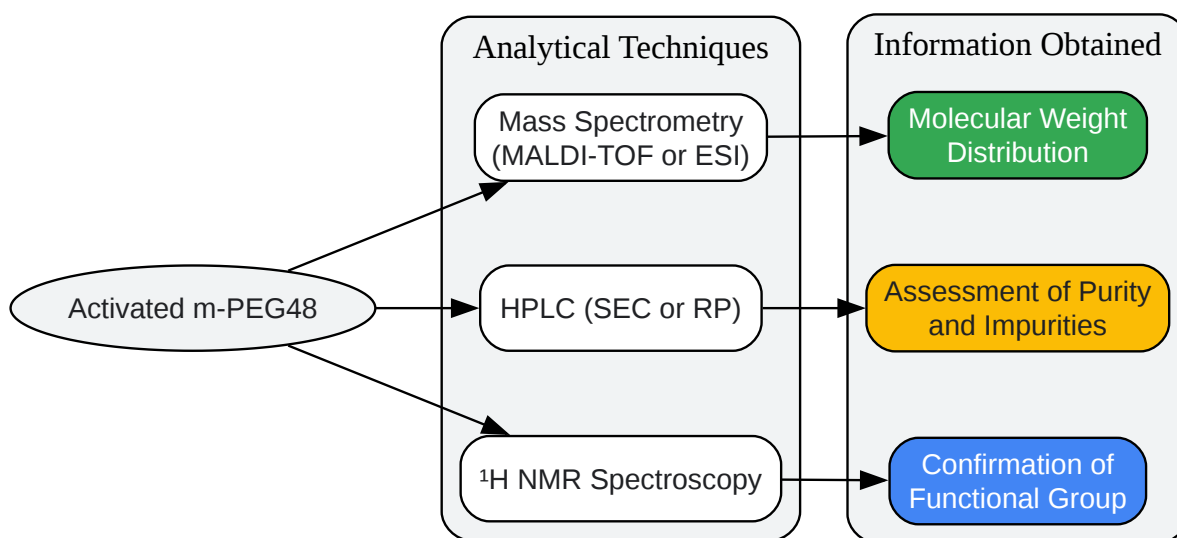 Analytical Techniques
Information Obtained
Mass Spectrometry
(MALDI-TOF or ESI)
Molecular Weight
Distribution
Activated m-PEG48
HPLC (SEC or RP)
Assessment of Purity
and Impurities
¹H NMR Spectroscopy
Confirmation of
Functional Group